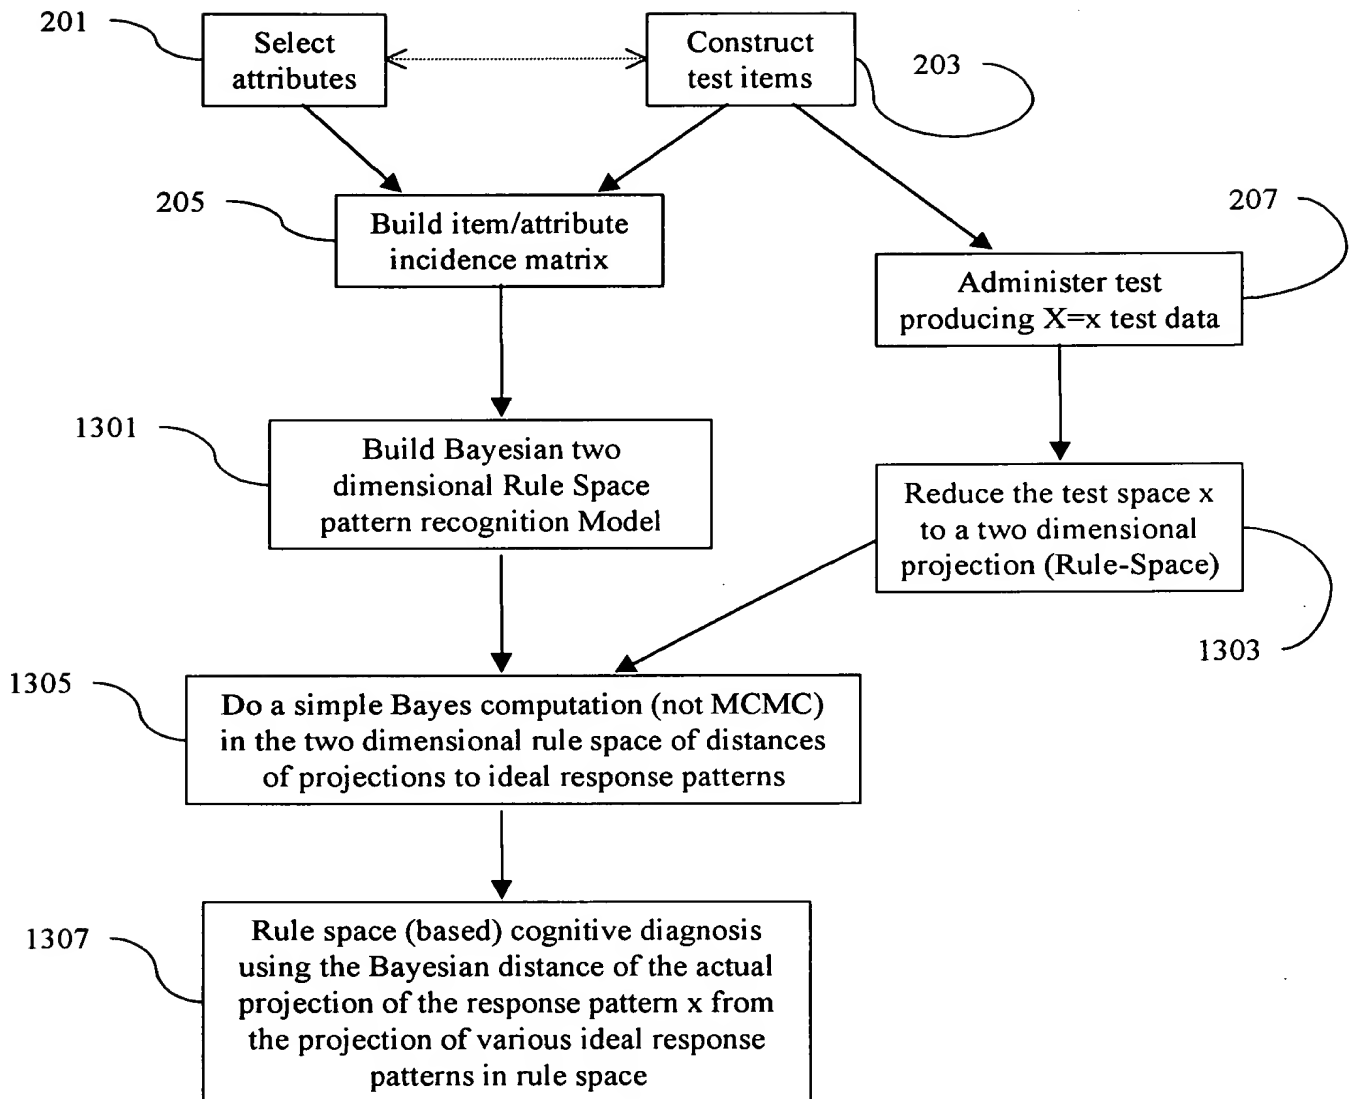 201
Select
attributes
Construct
test items
203
205
Build item/attribute
incidence matrix
207
Administer test
producing X=x test data
1301
Build Bayesian two
dimensional Rule Space
pattern recognition Model
Reduce the test space x
to a two dimensional
projection (Rule-Space)
1303
1305
Do a simple Bayes computation (not MCMC)
in the two dimensional rule space of distances
of projections to ideal response patterns
1307
Rule space (based) cognitive diagnosis
using the Bayesian distance of the actual
projection of the response pattern x from
the projection of various ideal response
patterns in rule space